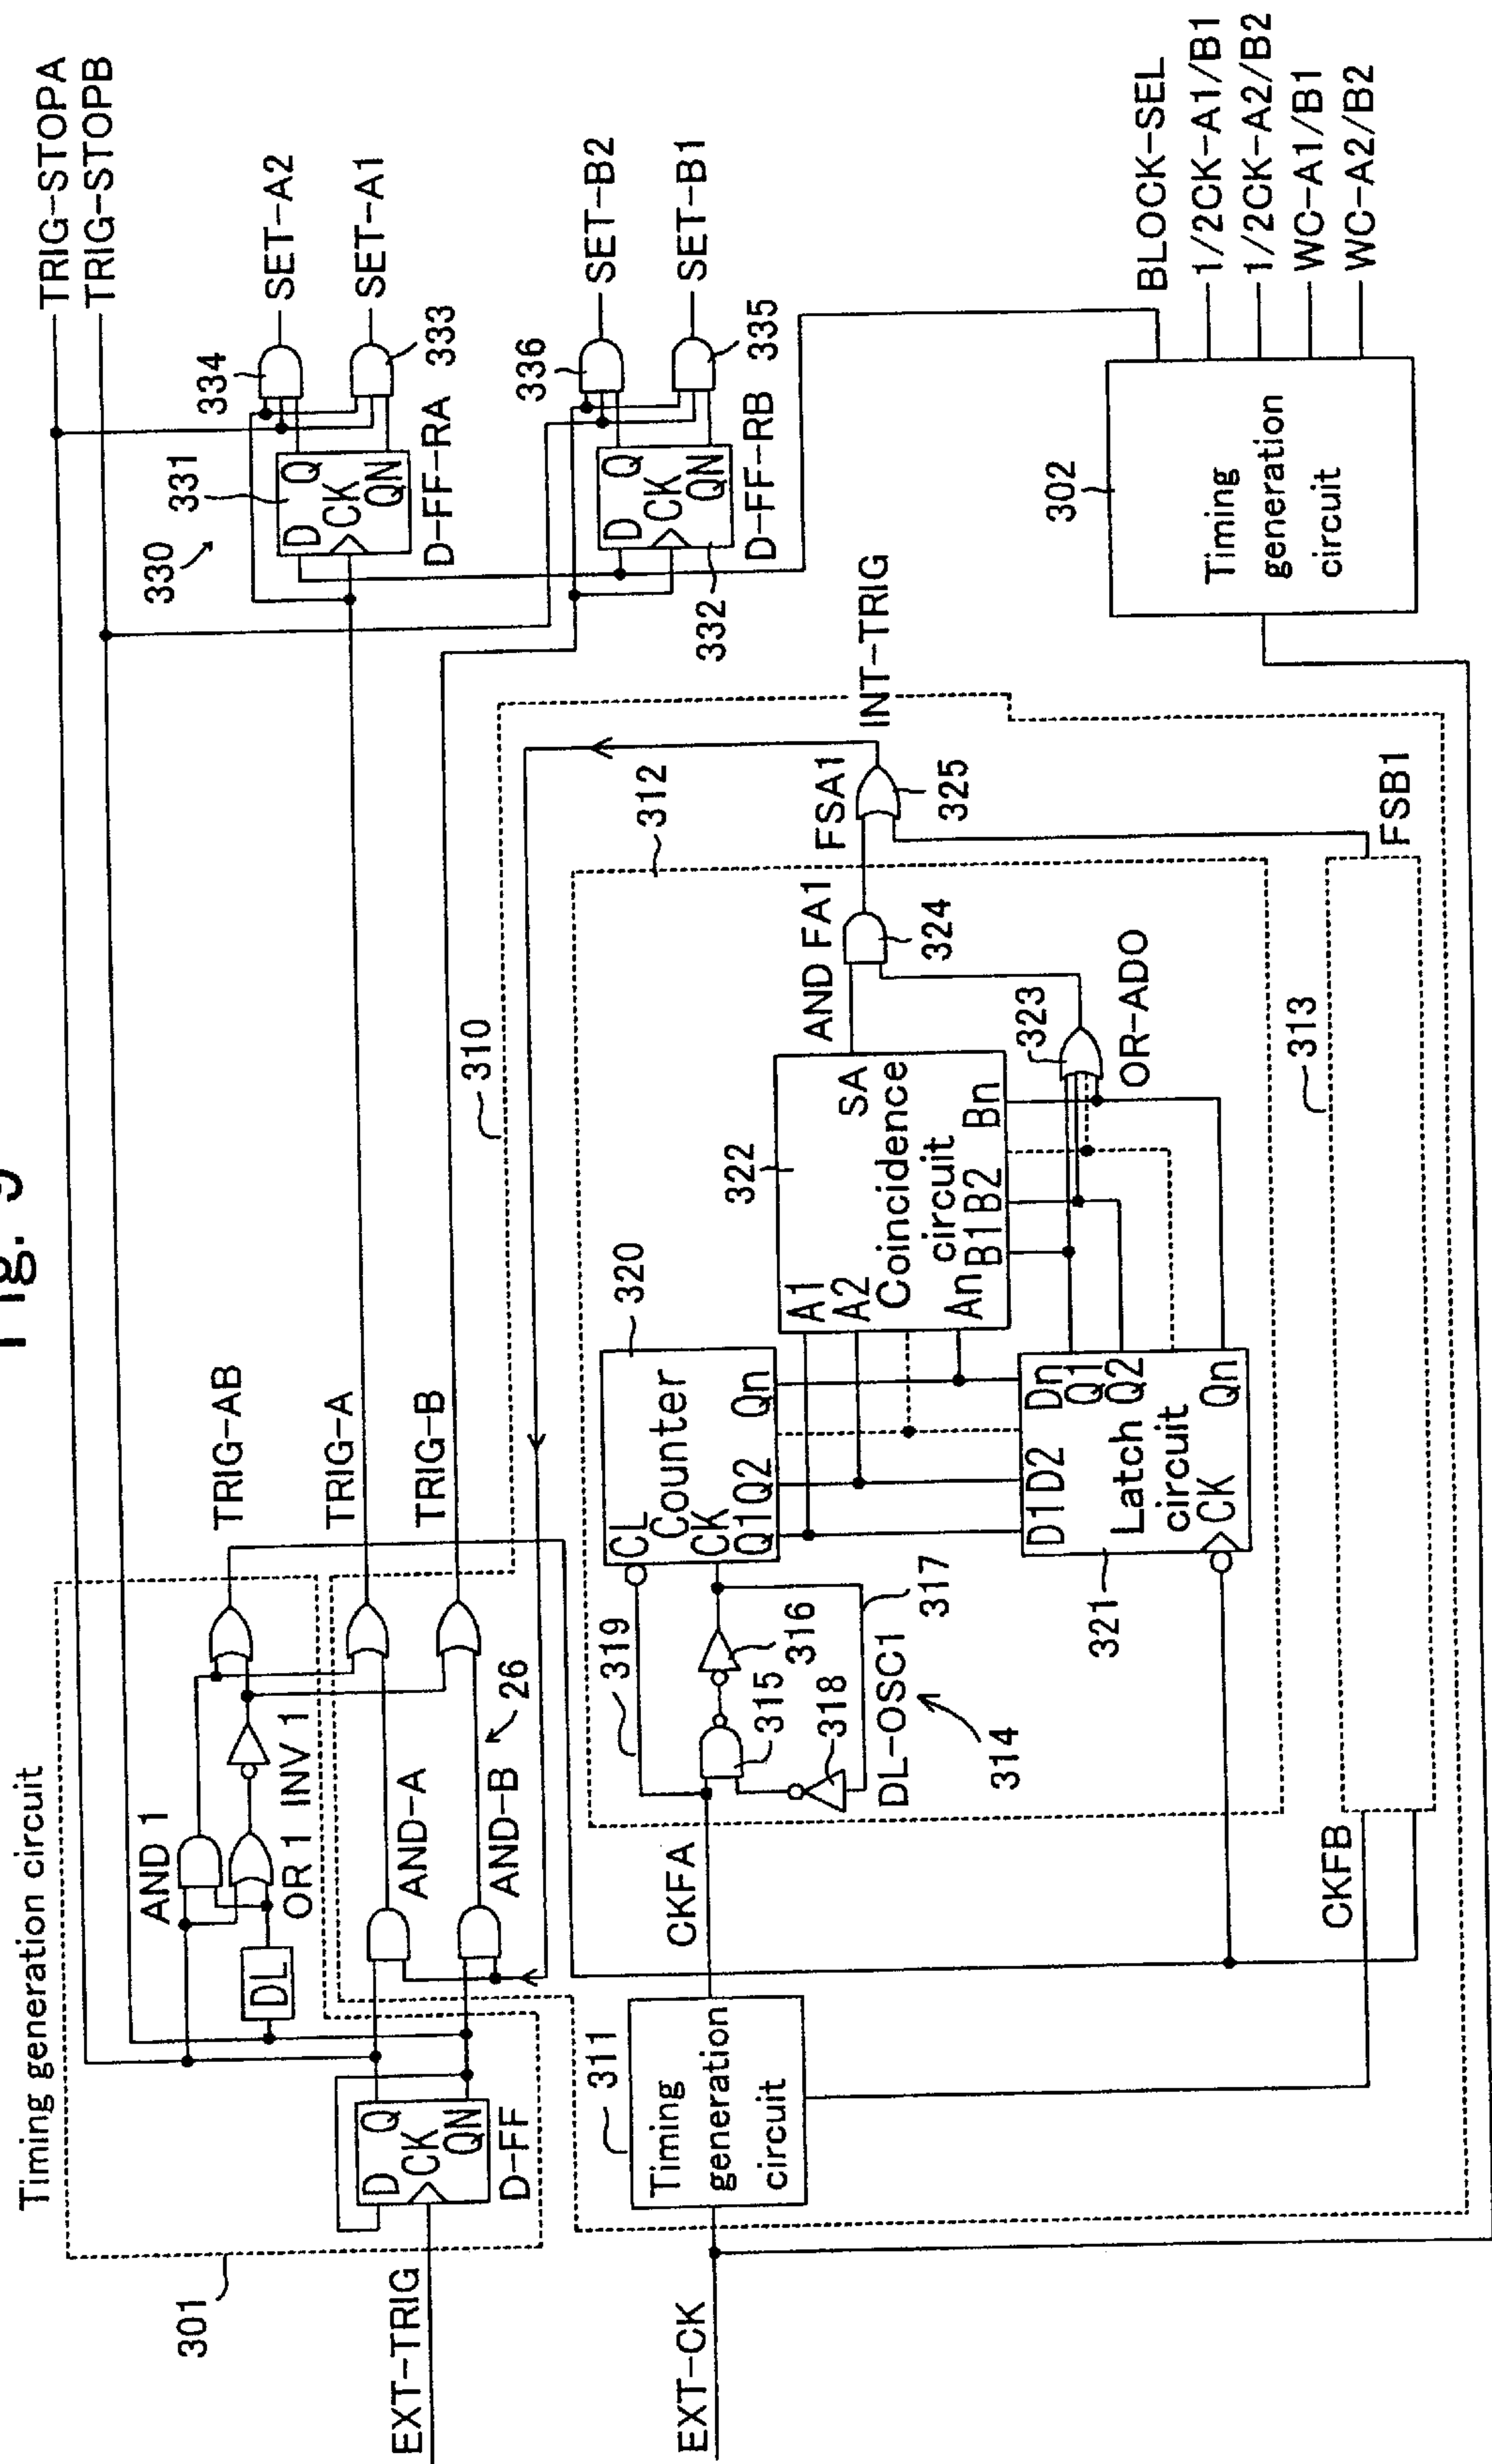 Fig. 9
Timing generation circuit
301
EXT-TRIG
D Q
CK
QN
D-FF
DL
AND 1
OR 1
INV 1
TRIG-AB
TRIG-A
TRIG-B
AND-A
AND-B
26
TRIG-STOPA
TRIG-STOPB
330
331
D Q
CK
QN
D-FF-RA
334
333
SET-A2
SET-A1
332
D Q
CK
QN
D-FF-RB
336
335
SET-B2
SET-B1
310
INT-TRIG
EXT-CK
311
Timing
generation
circuit
CKFA
CKFB
312
319
315
316
317
318
DL-OSC1
314
320
CL
Counter
CK
Q1 Q2 Qn
321
D1 D2 Dn
Latch
circuit
CK
Q1
Q2
Qn
322
A1
A2
An
SA
Coincidence
circuit
B1 B2 Bn
323
OR-ADO
AND FA1
324
FSA1
325
313
FSB1
302
Timing
generation
circuit
BLOCK-SEL
1/2CK-A1/B1
1/2CK-A2/B2
WC-A1/B1
WC-A2/B2